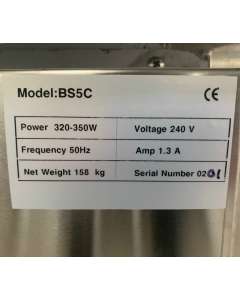 Model:BS5C CE
Power 320-350W Voltage 240 V
Frequency 50Hz Amp 1.3 A
Net Weight 158 kg Serial Number 020